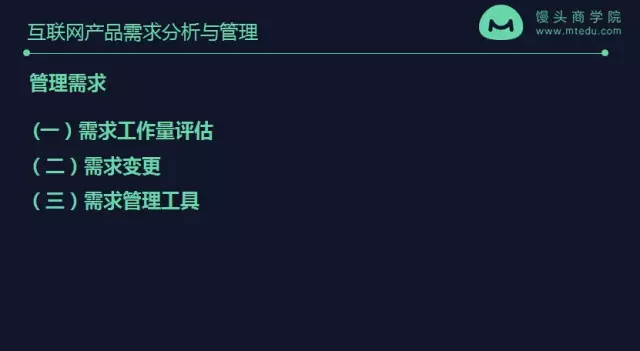 互联网产品需求分析与管理
馒头商学院
www.mtedu.com
管理需求
(一）需求工作量评估
（二）需求变更
（三）需求管理工具